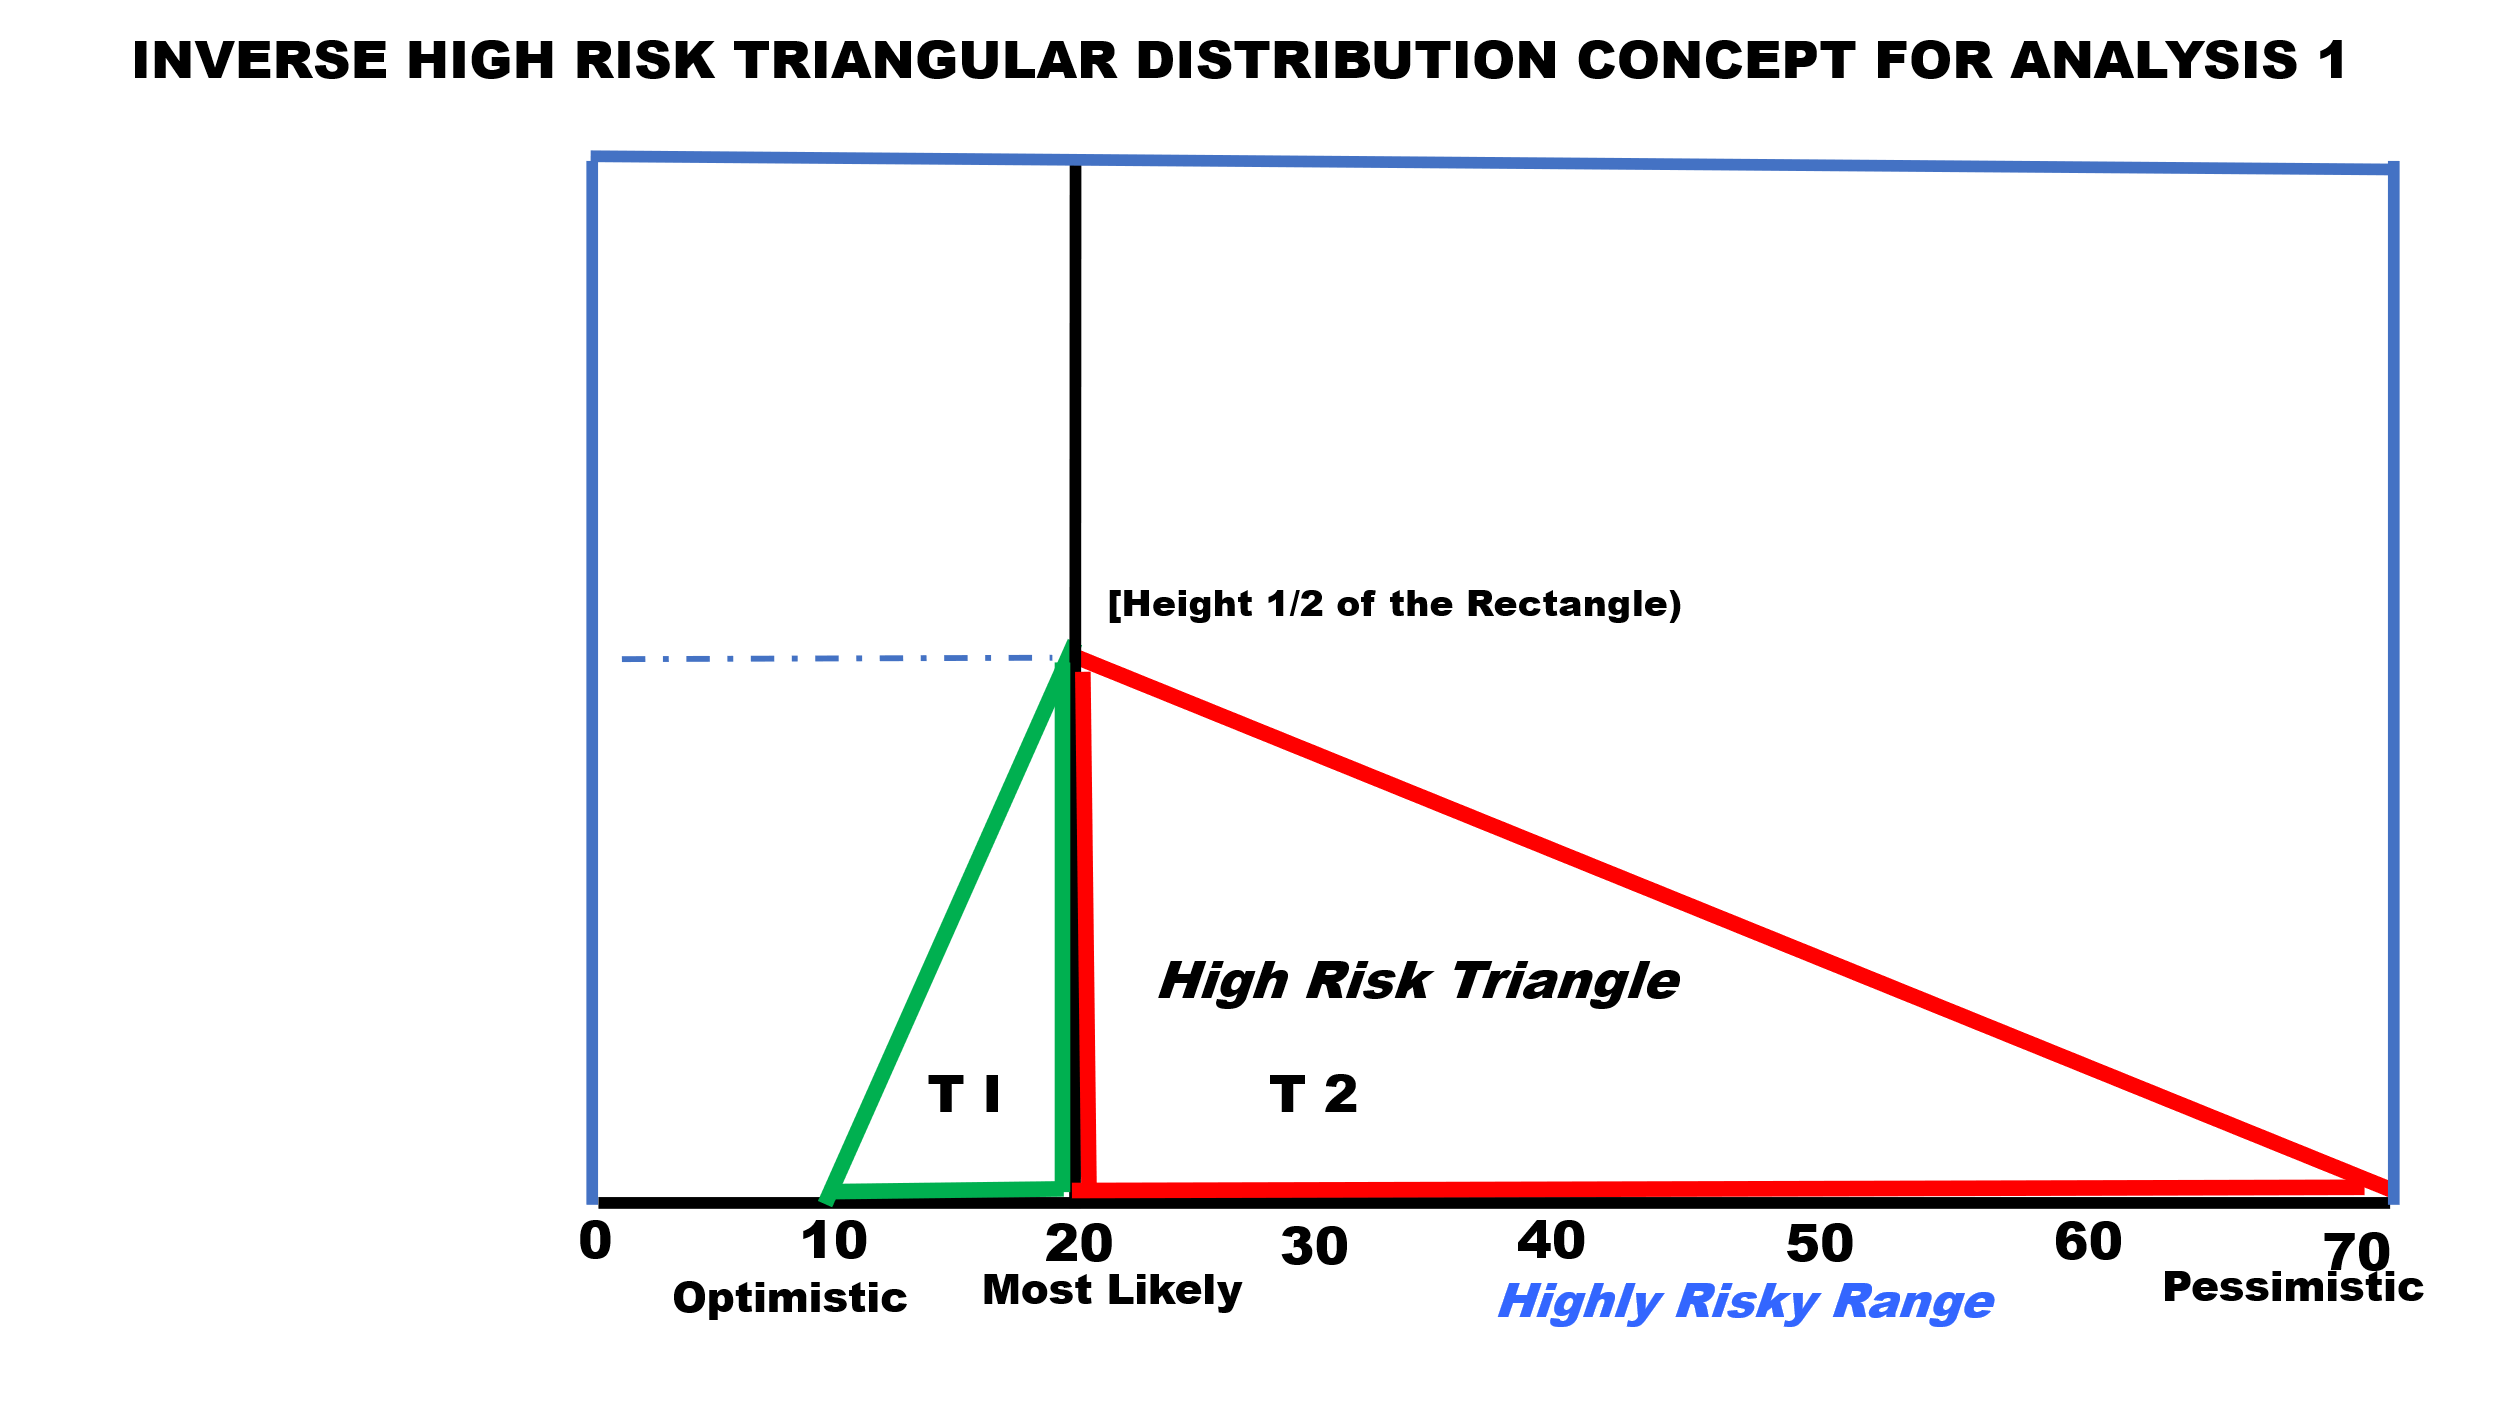 INVERSE HIGH RISK TRIANGULAR DISTRIBUTION CONCEPT FOR ANALYSIS 1
[Height 1/2 of the Rectangle)
High Risk Triangle
T I T 2
0 10 20 30 40 50 60 70
Optimistic Most Likely Highly Risky Range Pessimistic